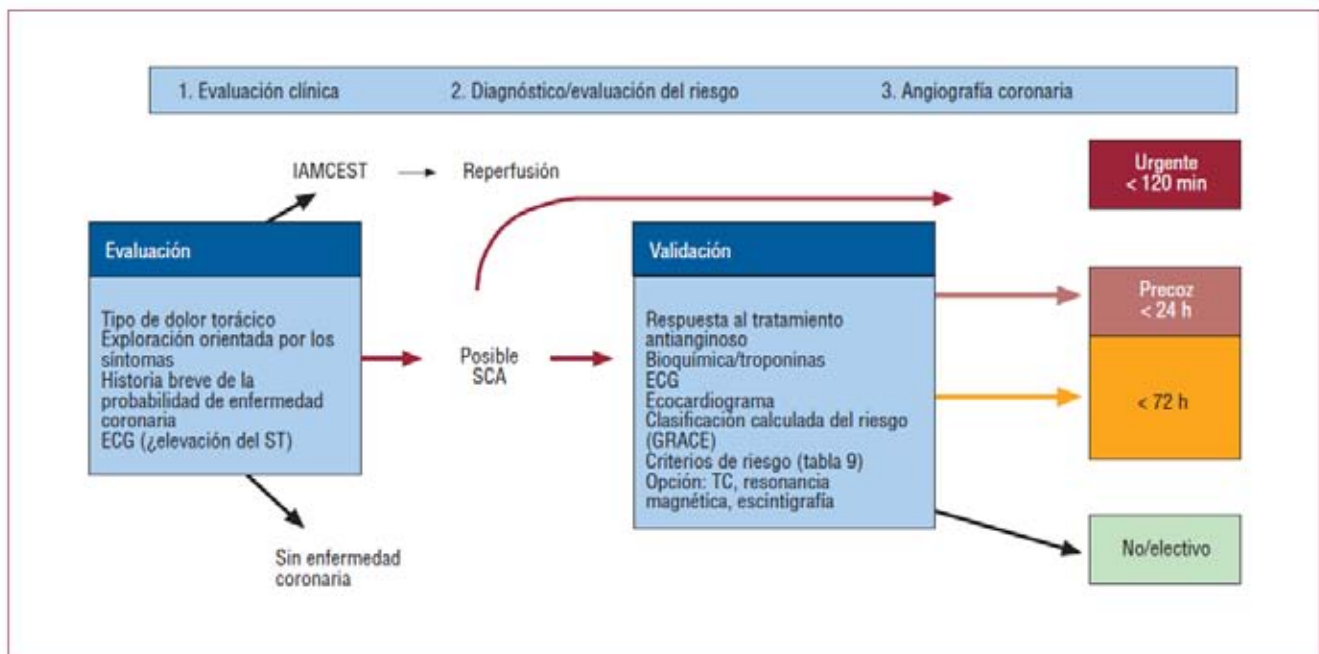 1. Evaluación clínica 2. Diagnóstico/evaluación del riesgo 3. Angiografía coronaria
IAMCEST
Reperfusión
Urgente
< 120 min
Evaluación
Tipo de dolor torácico
Exploración orientada por los
síntomas
Historia breve de la
probabilidad de enfermedad
coronaria
ECG (¿elevación del ST)
Posible
SCA
Validación
Respuesta al tratamiento
antianginoso
Bioquímica/troponinas
ECG
Ecocardiograma
Clasificación calculada del riesgo
(GRACE)
Criterios de riesgo (tabla 9)
Opción: TC, resonancia
magnética, escintigrafía
Precoz
< 24 h
< 72 h
Sin enfermedad
coronaria
No/electivo